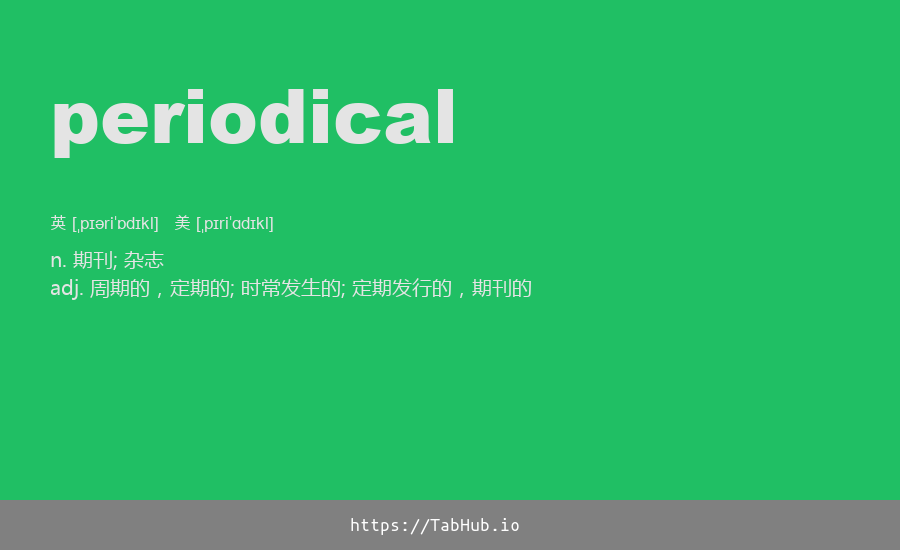 periodical
英 [ˌpɪəriˈɒdɪkl] 美 [ˌpɪriˈɑdɪkl]
n. 期刊; 杂志
adj. 周期的，定期的; 时常发生的; 定期发行的，期刊的
https://TabHub.io